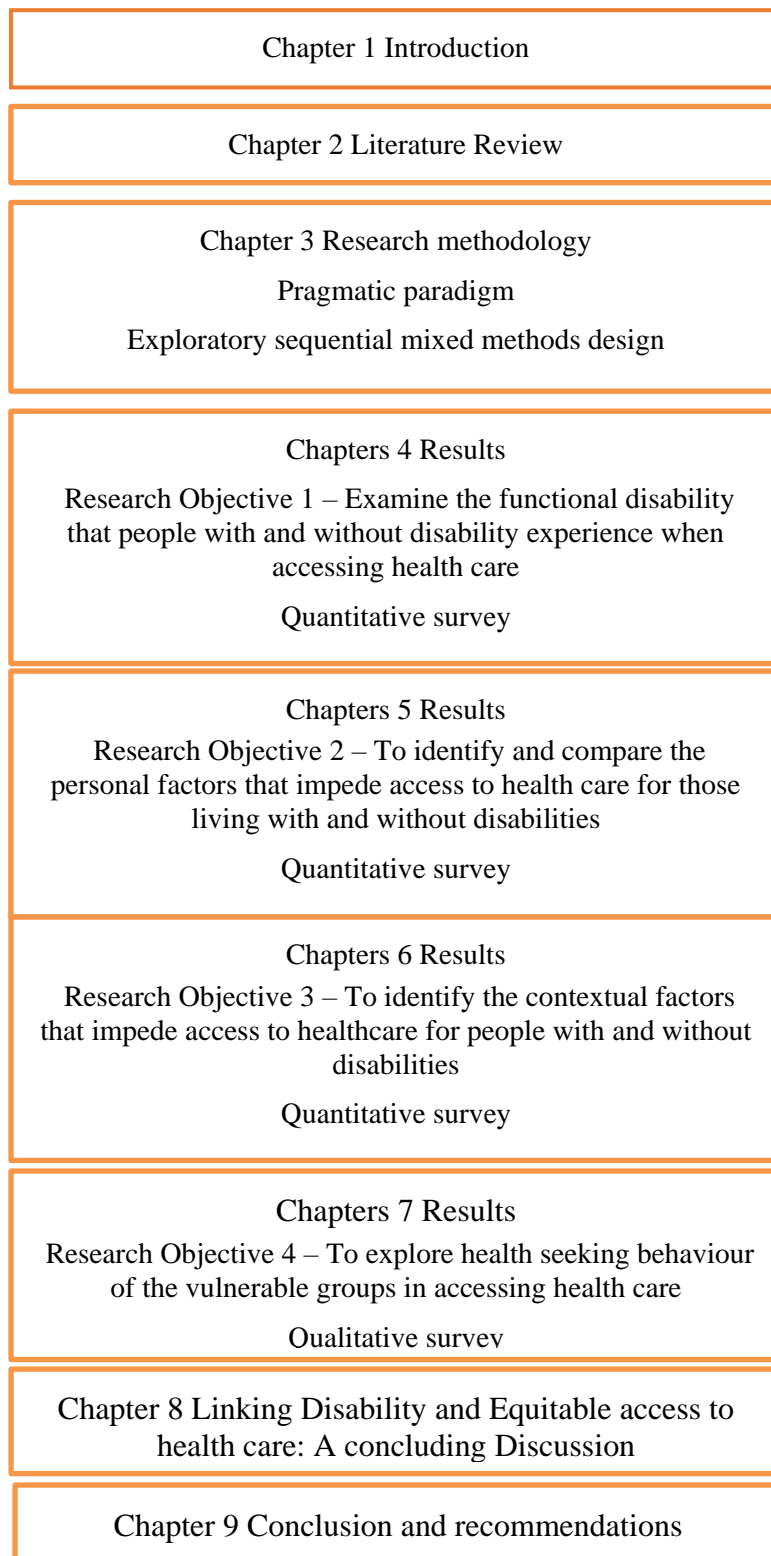 Chapter 1 Introduction
Chapter 2 Literature Review
Chapter 3 Research methodology
Pragmatic paradigm
Exploratory sequential mixed methods design
Chapters 4 Results
Research Objective 1 – Examine the functional disability
that people with and without disability experience when
accessing health care
Quantitative survey
Chapters 5 Results
Research Objective 2 – To identify and compare the
personal factors that impede access to health care for those
living with and without disabilities
Quantitative survey
Chapters 6 Results
Research Objective 3 – To identify the contextual factors
that impede access to healthcare for people with and without
disabilities
Quantitative survey
Chapters 7 Results
Research Objective 4 – To explore health seeking behaviour
of the vulnerable groups in accessing health care
Qualitative survey
Chapter 8 Linking Disability and Equitable access to
health care: A concluding Discussion
Chapter 9 Conclusion and recommendations